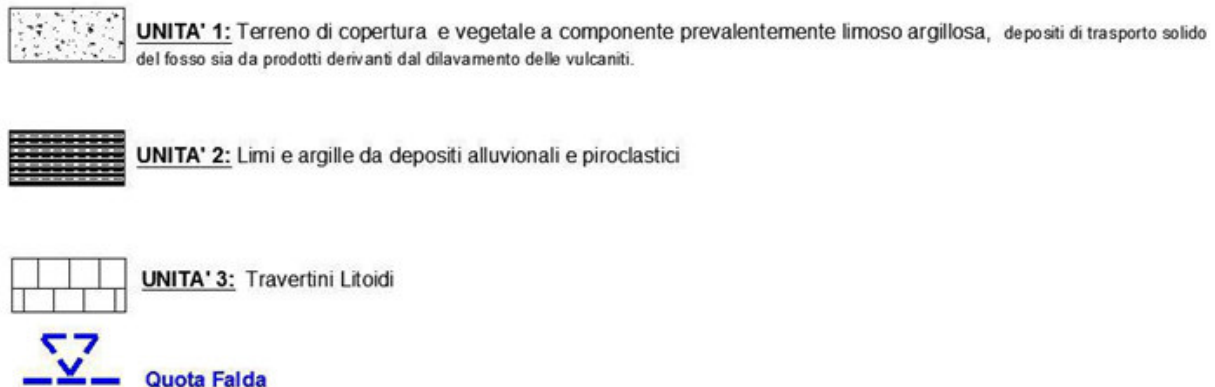 UNITA' 1: Terreno di copertura e vegetale a componente prevalentemente limoso argillosa, depositi di trasporto solido
del fosso sia da prodotti derivanti dal dilavamento delle vulcaniti.
UNITA' 2: Limi e argille da depositi alluvionali e piroclastici
UNITA' 3: Travertini Litoidi
Quota Falda